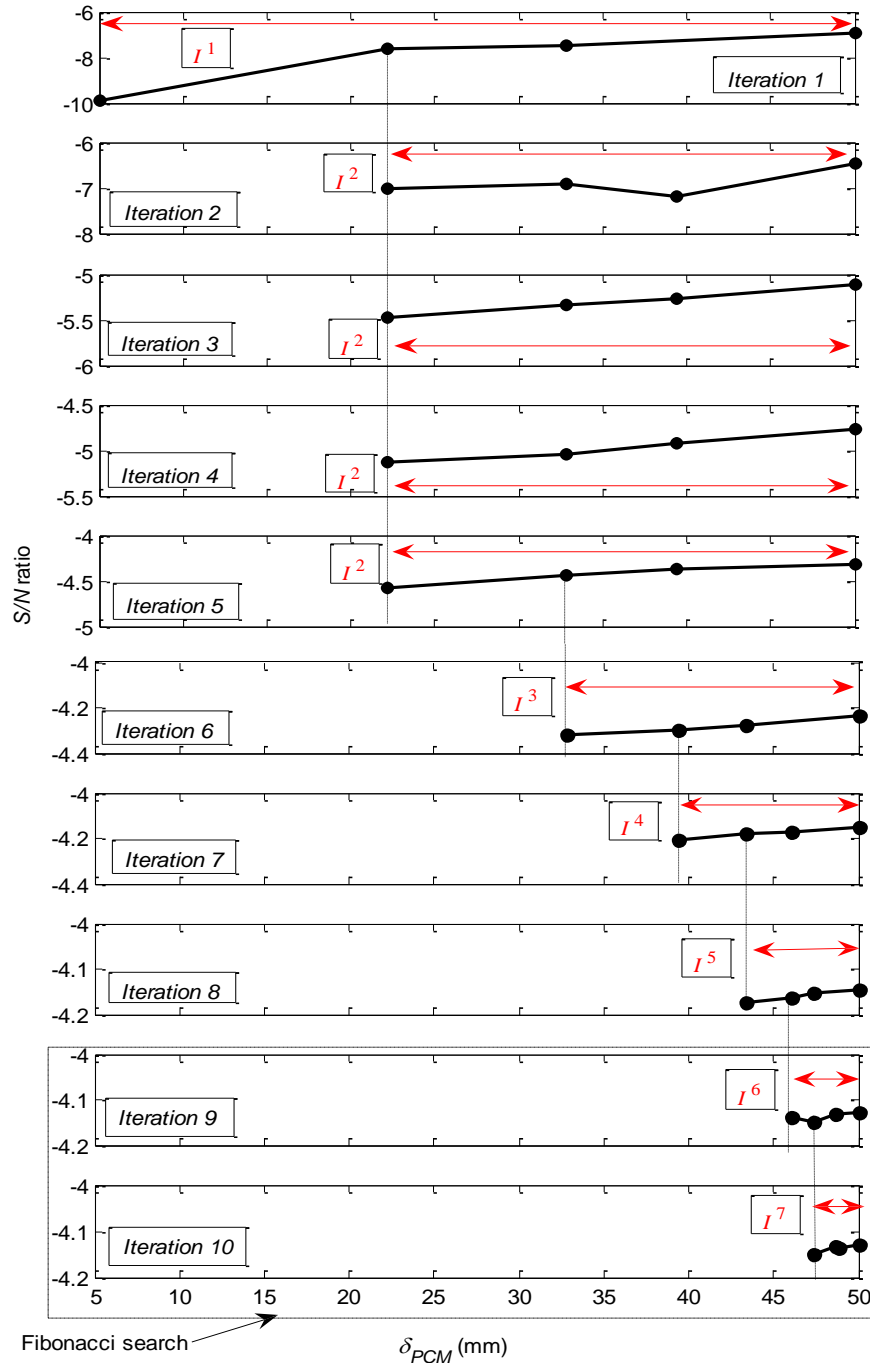 -6
-8
-10
I 1
Iteration 1
-6
-7
-8
I 2
Iteration 2
-5
-5.5
-6
I 2
Iteration 3
-4.5
-5
-5.5
I 2
Iteration 4
-4
-4.5
-5
I 2
Iteration 5
S/N ratio
-4
-4.2
-4.4
I 3
Iteration 6
-4
-4.2
-4.4
I 4
Iteration 7
-4
-4.1
-4.2
I 5
Iteration 8
-4
-4.1
-4.2
I 6
Iteration 9
-4
-4.1
-4.2
I 7
Iteration 10
5 10 15 20 25 30 35 40 45 50
Fibonacci search
δPCM (mm)